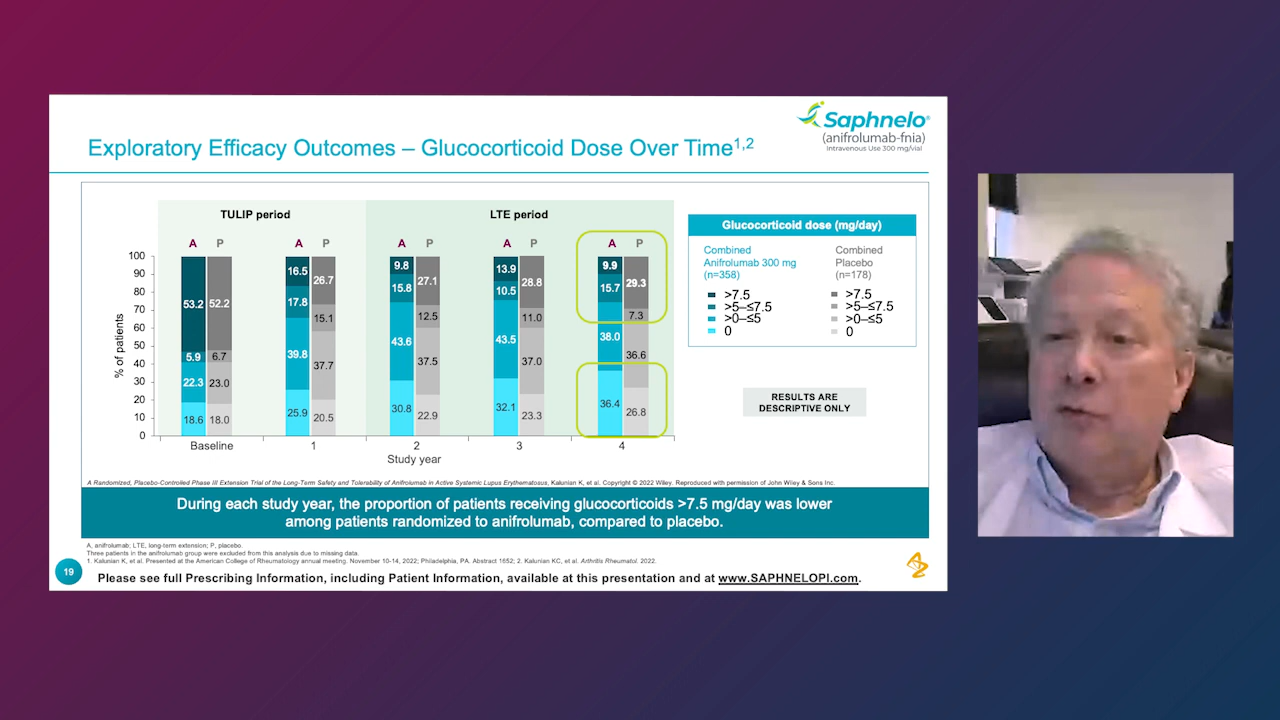 Saphnelo®
(anifrolumab-fnia)
Intravenous Use 300 mg/vial
Exploratory Efficacy Outcomes – Glucocorticoid Dose Over Time1,2
TULIP period
LTE period
A P A P A P A P A P
% of patients
100
90
80
70
60
50
40
30
20
10
0
53.2 5.9 22.3 18.6
52.2 6.7 23.0 18.0
16.5 17.8 39.8 25.9
26.7 15.1 37.7 20.5
9.8 15.8 43.6 30.8
27.1 12.5 37.5 22.9
13.9 10.5 43.5 32.1
28.8 11.0 37.0 23.3
9.9 15.7 38.0 36.4
29.3 7.3 36.6 26.8
Baseline 1 2 3 4
Study year
Glucocorticoid dose (mg/day)
Combined
Anifrolumab 300 mg
(n=358)
>7.5
>5–≤7.5
>0–≤5
0
Combined
Placebo
(n=178)
>7.5
>5–≤7.5
>0–≤5
0
RESULTS ARE
DESCRIPTIVE ONLY
A Randomized, Placebo-Controlled Phase III Extension Trial of the Long-Term Safety and Tolerability of Anifrolumab in Active Systemic Lupus Erythematosus, Kalunian K, et al. Copyright © 2022 Wiley. Reproduced with permission of John Wiley & Sons Inc.
During each study year, the proportion of patients receiving glucocorticoids >7.5 mg/day was lower
among patients randomized to anifrolumab, compared to placebo.
A, anifrolumab; LTE, long-term extension; P, placebo.
Three patients in the anifrolumab group were excluded from this analysis due to missing data.
1. Kalunian K, et al. Presented at the American College of Rheumatology annual meeting. November 10-14, 2022; Philadelphia, PA. Abstract 1652; 2. Kalunian KC, et al. Arthritis Rheumatol. 2022.
19
Please see full Prescribing Information, including Patient Information, available at this presentation and at www.SAPHNELOPI.com.